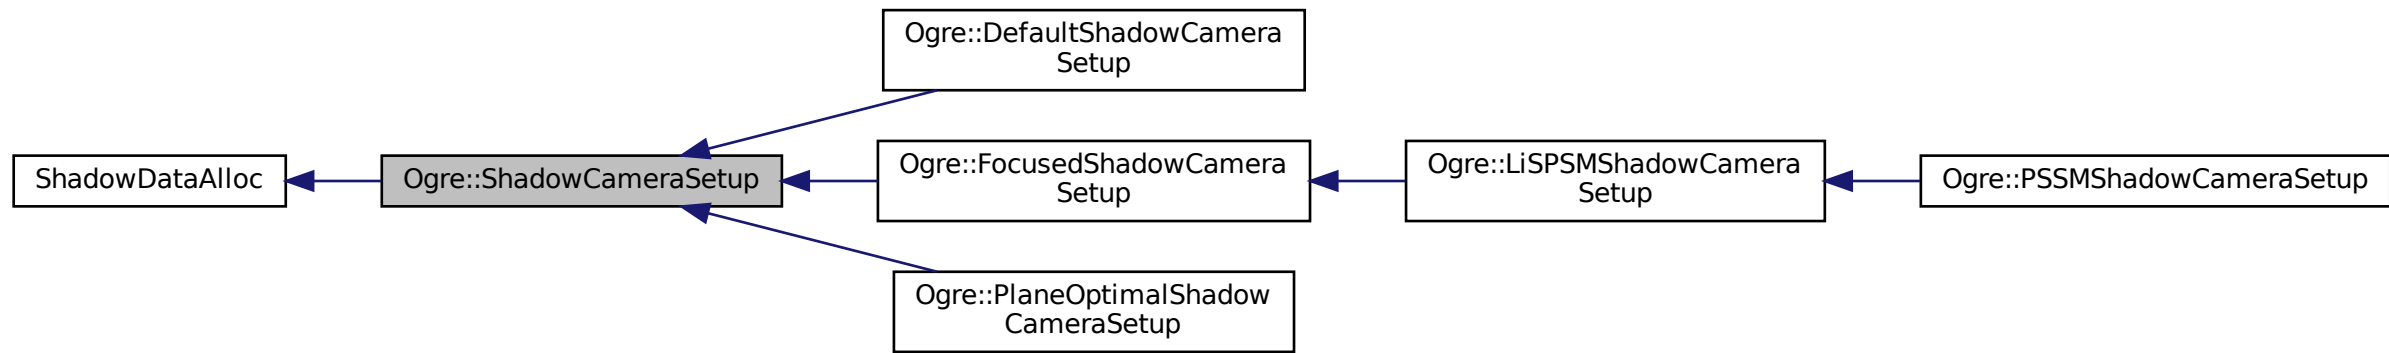 ShadowDataAlloc
Ogre::ShadowCameraSetup
Ogre::DefaultShadowCamera
Setup
Ogre::FocusedShadowCamera
Setup
Ogre::PlaneOptimalShadow
CameraSetup
Ogre::LiSPSMShadowCamera
Setup
Ogre::PSSMShadowCameraSetup